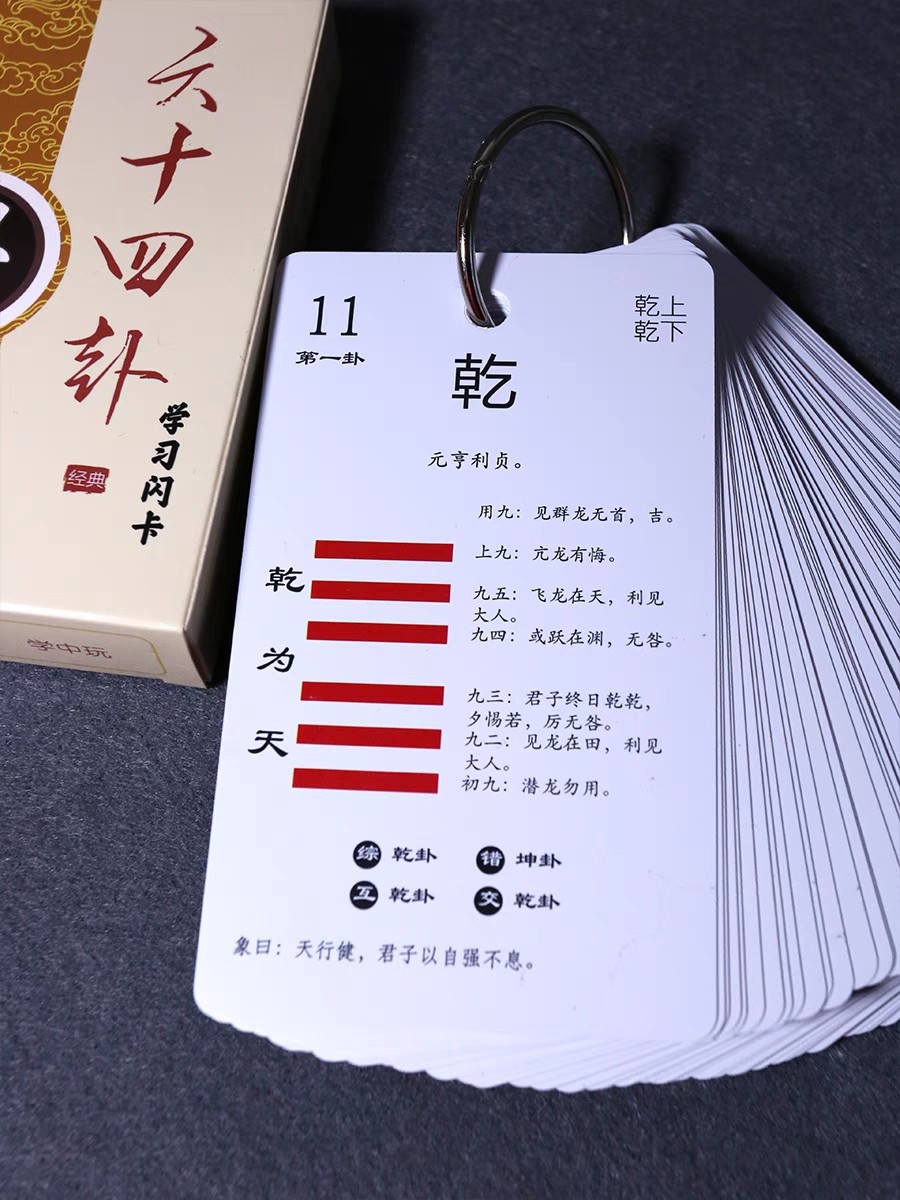 六十四卦
学习闪卡
经典
学中玩
11
第一卦
乾上
乾下
乾
元亨利贞。
用九：见群龙无首，吉。
上九：亢龙有悔。
九五：飞龙在天，利见
大人。
九四：或跃在渊，无咎。
九三：君子终日乾乾，
夕惕若，厉无咎。
九二：见龙在田，利见
大人。
初九：潜龙勿用。
乾为天
综 乾卦 错 坤卦
互 乾卦 交 乾卦
象曰：天行健，君子以自强不息。